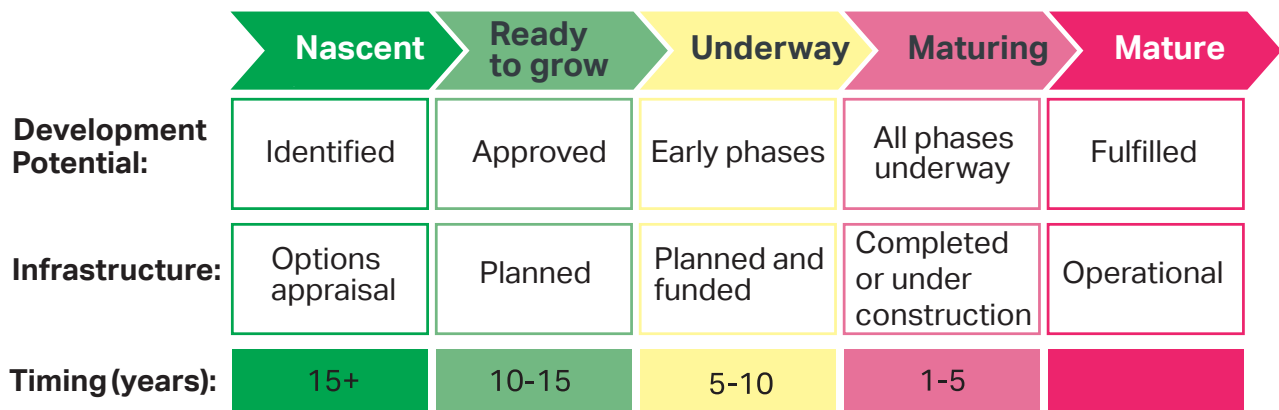 Nascent
Ready
to grow
Underway
Maturing
Mature
Development
Potential:
Identified
Approved
Early phases
All phases
underway
Fulfilled
Infrastructure:
Options
appraisal
Planned
Planned and
funded
Completed
or under
construction
Operational
Timing (years):
15+
10-15
5-10
1-5